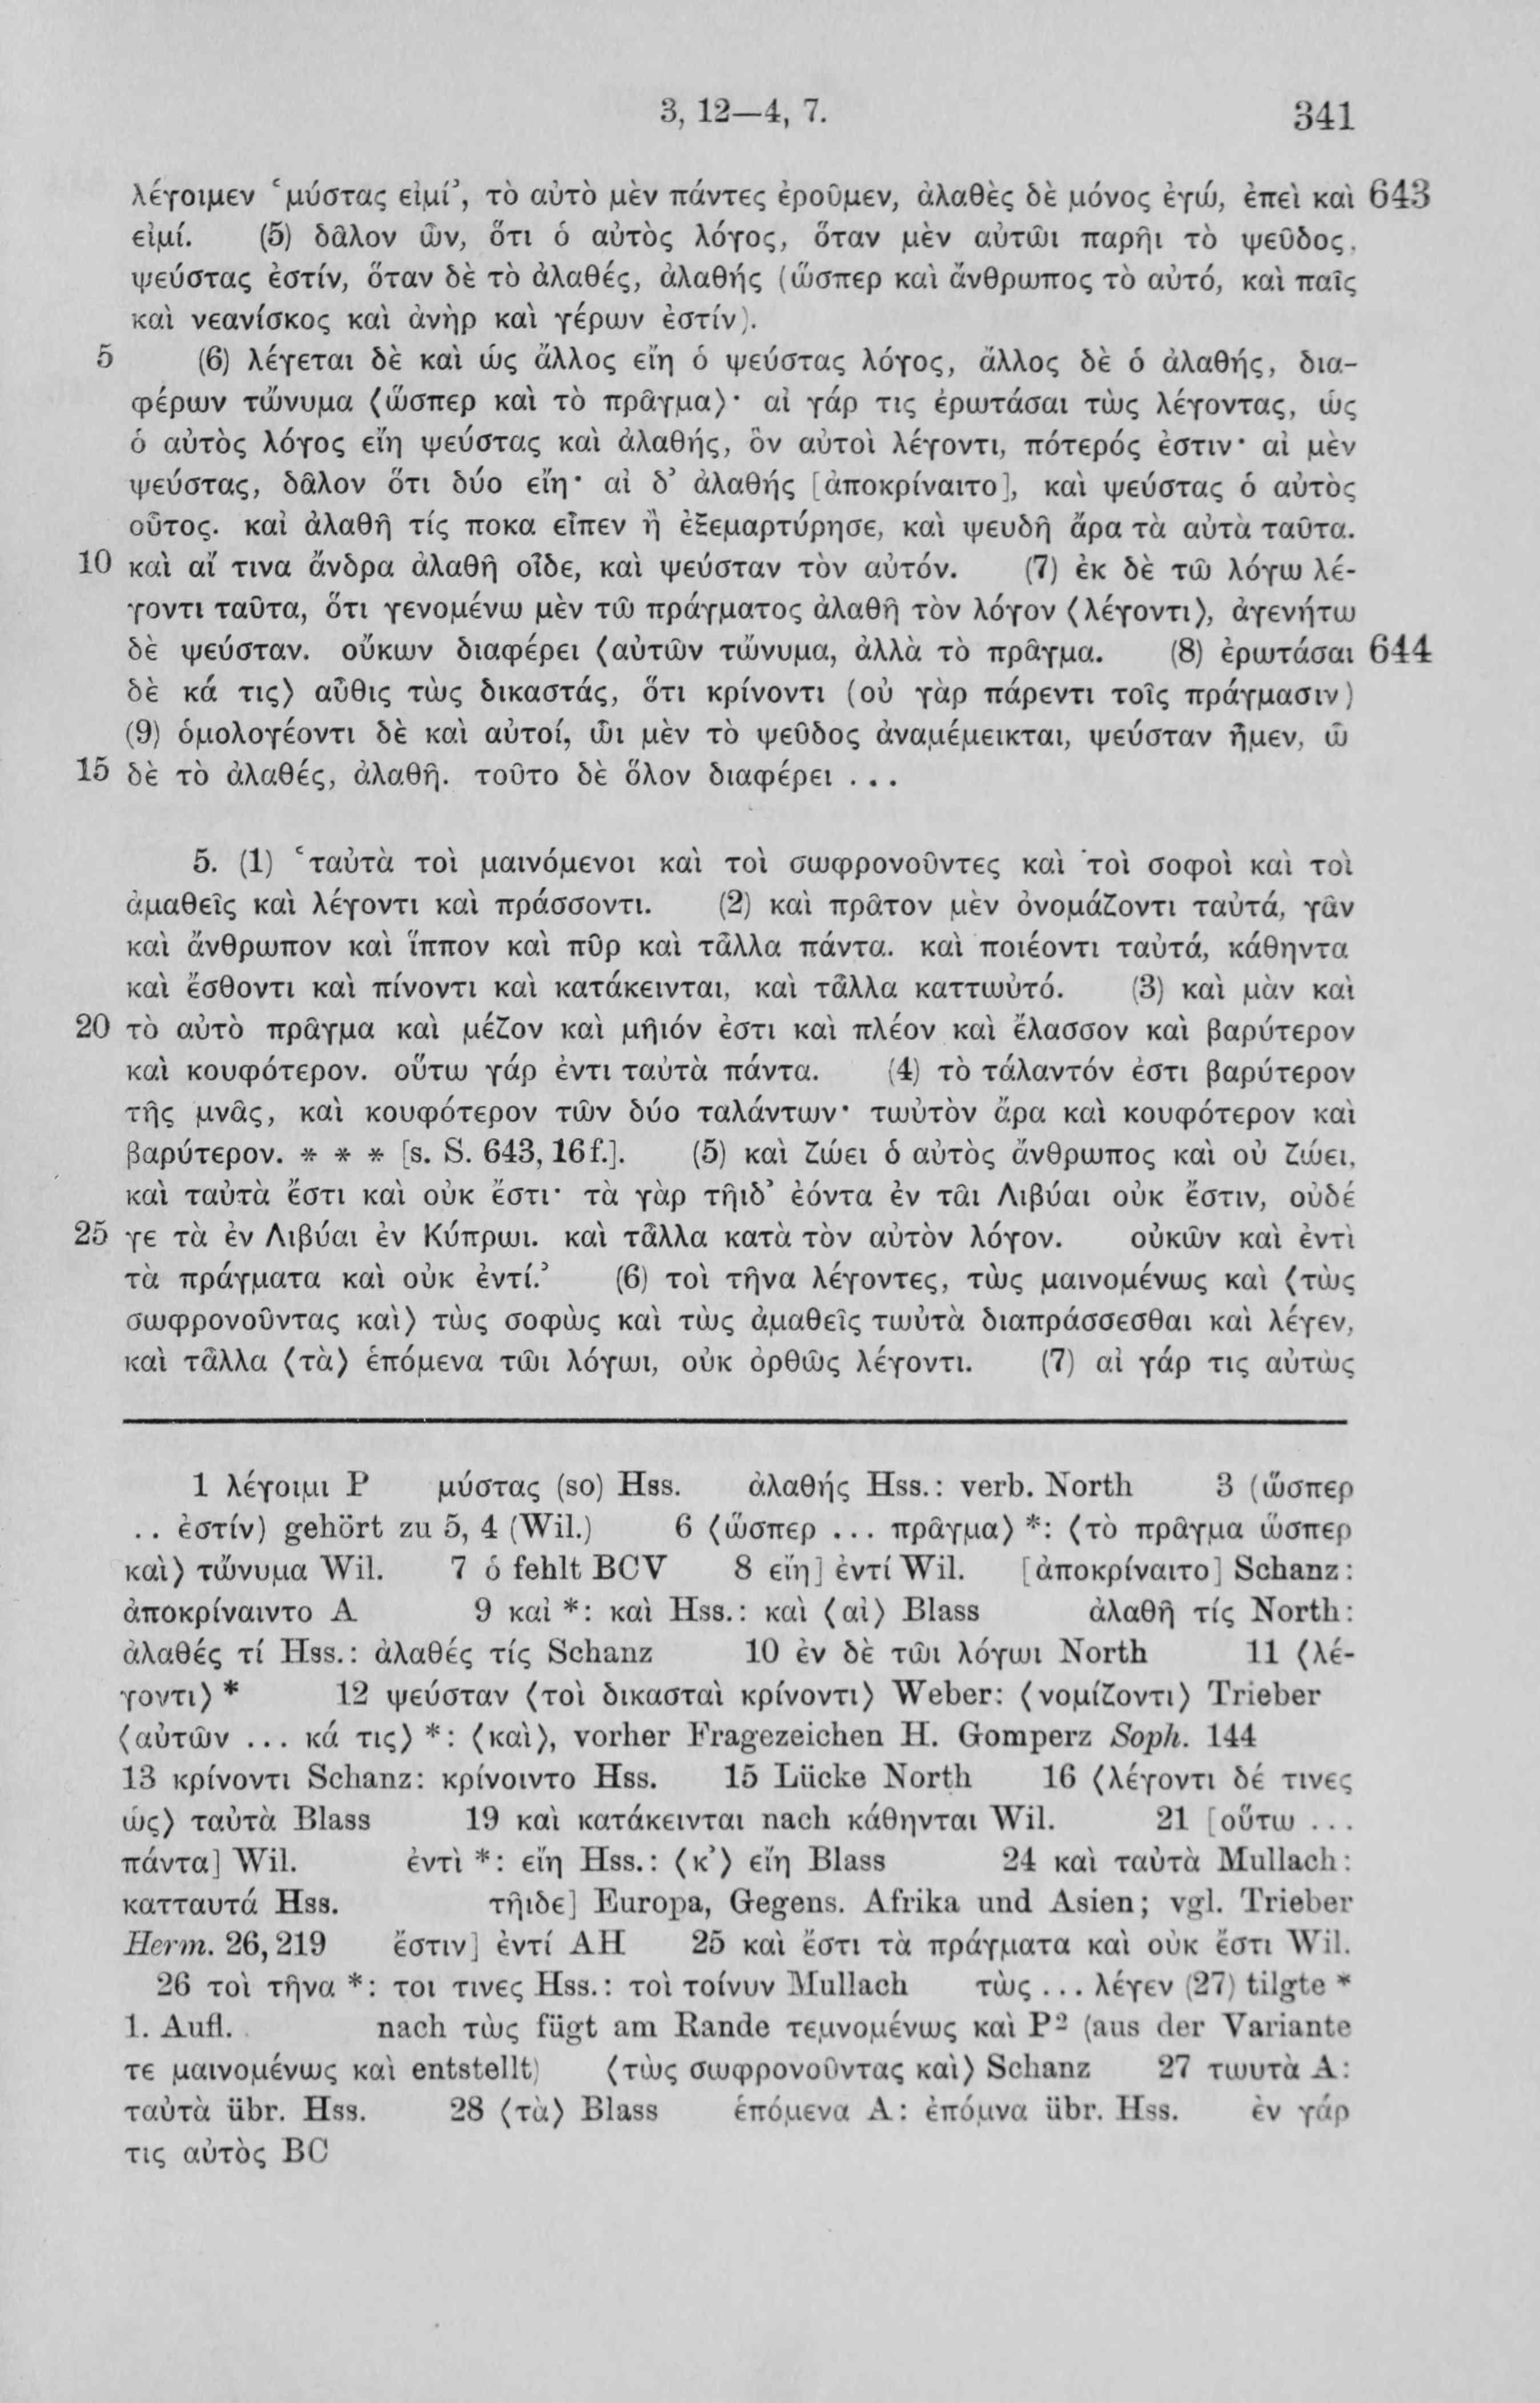 3, 12—4, 7. 341
λέγοιμεν ‘μύστας εἰμί’, τὸ αὐτὸ μὲν πάντες ἐροῦμεν, ἀλαθὲς δὲ μόνος ἐγώ, ἐπεὶ καὶ 643
εἰμί. (5) δᾶλον ὦν, ὅτι ὁ αὐτὸς λόγος, ὅταν μὲν αὐτῶι παρῆι τὸ ψεῦδος,
ψεύστας ἐστίν, ὅταν δὲ τὸ ἀλαθές, ἀλαθής (ὥσπερ καὶ ἄνθρωπος τὸ αὐτό, καὶ παῖς
καὶ νεανίσκος καὶ ἀνὴρ καὶ γέρων ἐστίν).
5 (6) λέγεται δὲ καὶ ὡς ἄλλος εἴη ὁ ψεύστας λόγος, ἄλλος δὲ ὁ ἀλαθής, δια-
φέρων τὤνυμα ⟨ὥσπερ καὶ τὸ πρᾶγμα⟩· αἰ γάρ τις ἐρωτάσαι τὼς λέγοντας, ὡς
ὁ αὐτὸς λόγος εἴη ψεύστας καὶ ἀλαθής, ὃν αὐτοὶ λέγοντι, πότερός ἐστιν· αἰ μὲν
ψεύστας, δᾶλον ὅτι δύο εἴη· αἰ δ’ ἀλαθής [ἀποκρίναιτο], καὶ ψεύστας ὁ αὐτὸς
οὗτος. καἰ ἀλαθῆ τίς ποκα εἶπεν ἢ ἐξεμαρτύρησε, καὶ ψευδῆ ἄρα τὰ αὐτὰ ταῦτα.
10 καὶ αἴ τινα ἄνδρα ἀλαθῆ οἶδε, καὶ ψεύσταν τὸν αὐτόν. (7) ἐκ δὲ τῶ λόγω λέ-
γοντι ταῦτα, ὅτι γενομένω μὲν τῶ πράγματος ἀλαθῆ τὸν λόγον ⟨λέγοντι⟩, ἀγενήτω
δὲ ψεύσταν. οὔκων διαφέρει ⟨αὐτῶν τὤνυμα, ἀλλὰ τὸ πρᾶγμα. (8) ἐρωτάσαι 644
δὲ κά τις⟩ αὖθις τὼς δικαστάς, ὅτι κρίνοντι (οὐ γὰρ πάρεντι τοῖς πράγμασιν)
(9) ὁμολογέοντι δὲ καὶ αὐτοί, ὧι μὲν τὸ ψεῦδος ἀναμέμεικται, ψεύσταν ἦμεν, ὧ
15 δὲ τὸ ἀλαθές, ἀλαθῆ. τοῦτο δὲ ὅλον διαφέρει . . .
5. (1) ‘ταὐτὰ τοὶ μαινόμενοι καὶ τοὶ σωφρονοῦντες καὶ τοὶ σοφοὶ καὶ τοὶ
ἀμαθεῖς καὶ λέγοντι καὶ πράσσοντι. (2) καὶ πρᾶτον μὲν ὀνομάζοντι ταὐτά, γᾶν
καὶ ἄνθρωπον καὶ ἵππον καὶ πῦρ καὶ τἆλλα πάντα. καὶ ποιέοντι ταὐτά, κάθηντα
καὶ ἔσθοντι καὶ πίνοντι καὶ κατάκεινται, καὶ τἆλλα καττωὐτό. (3) καὶ μὰν καὶ
20 τὸ αὐτὸ πρᾶγμα καὶ μέζον καὶ μῆιόν ἐστι καὶ πλέον καὶ ἔλασσον καὶ βαρύτερον
καὶ κουφότερον. οὕτω γάρ ἐντι ταὐτὰ πάντα. (4) τὸ τάλαντόν ἐστι βαρύτερον
τῆς μνᾶς, καὶ κουφότερον τῶν δύο ταλάντων· τωὐτὸν ἄρα καὶ κουφότερον καὶ
βαρύτερον. * * * [s. S. 643, 16 f.]. (5) καὶ ζώει ὁ αὐτὸς ἄνθρωπος καὶ οὐ ζώει,
καὶ ταὐτὰ ἔστι καὶ οὐκ ἔστι· τὰ γὰρ τῆιδ’ ἐόντα ἐν τᾶι Λιβύαι οὐκ ἔστιν, οὐδέ
25 γε τὰ ἐν Λιβύαι ἐν Κύπρωι. καὶ τἆλλα κατὰ τὸν αὐτὸν λόγον. οὐκῶν καὶ ἐντὶ
τὰ πράγματα καὶ οὐκ ἐντί.’ (6) τοὶ τῆνα λέγοντες, τὼς μαινομένως καὶ ⟨τὼς
σωφρονοῦντας καὶ⟩ τὼς σοφὼς καὶ τὼς ἀμαθεῖς τωὐτὰ διαπράσσεσθαι καὶ λέγεν,
καὶ τἆλλα ⟨τὰ⟩ ἑπόμενα τῶι λόγωι, οὐκ ὀρθῶς λέγοντι. (7) αἰ γάρ τις αὐτὼς
1 λέγοιμι P μύστας (so) Hss. ἀλαθής Hss.: verb. North 3 (ὥσπερ
. . ἐστίν) gehört zu 5, 4 (Wil.) 6 ⟨ὥσπερ ... πρᾶγμα⟩ *: ⟨τὸ πρᾶγμα ὥσπερ
καὶ⟩ τὤνυμα Wil. 7 ὁ fehlt BCV 8 εἴη] ἐντί Wil. [ἀποκρίναιτο] Schanz:
ἀποκρίναιντο A 9 καἰ *: καὶ Hss.: καὶ ⟨αἰ⟩ Blass ἀλαθῆ τίς North:
ἀλαθές τί Hss.: ἀλαθές τίς Schanz 10 ἐν δὲ τῶι λόγωι North 11 ⟨λέ-
γοντι⟩ * 12 ψεύσταν ⟨τοὶ δικασταὶ κρίνοντι⟩ Weber: ⟨νομίζοντι⟩ Trieber
⟨αὐτῶν ... κά τις⟩ *: ⟨καὶ⟩, vorher Fragezeichen H. Gomperz Soph. 144
13 κρίνοντι Schanz: κρίνοιντο Hss. 15 Lücke North 16 ⟨λέγοντι δέ τινες
ὡς⟩ ταὐτὰ Blass 19 καὶ κατάκεινται nach κάθηνται Wil. 21 [οὕτω ...
πάντα] Wil. ἐντὶ *: εἴη Hss.: ⟨κ’⟩ εἴη Blass 24 καὶ ταὐτὰ Mullach:
κατταυτά Hss. τῆιδε] Europa, Gegens. Afrika und Asien; vgl. Trieber
Herm. 26, 219 ἔστιν] ἐντί AH 25 καὶ ἔστι τὰ πράγματα καὶ οὐκ ἔστι Wil.
26 τοὶ τῆνα *: τοι τινες Hss.: τοὶ τοίνυν Mullach τὼς ... λέγεν (27) tilgte *
1. Aufl. nach τὼς fügt am Rande τεμνομένως καὶ P² (aus der Variante
τε μαινομένως καὶ entstellt) ⟨τὼς σωφρονοῦντας καὶ⟩ Schanz 27 τωυτὰ A:
ταὐτὰ übr. Hss. 28 ⟨τὰ⟩ Blass ἑπόμενα A: ἐπόμνα übr. Hss. ἐν γάρ
τις αὐτὸς BC